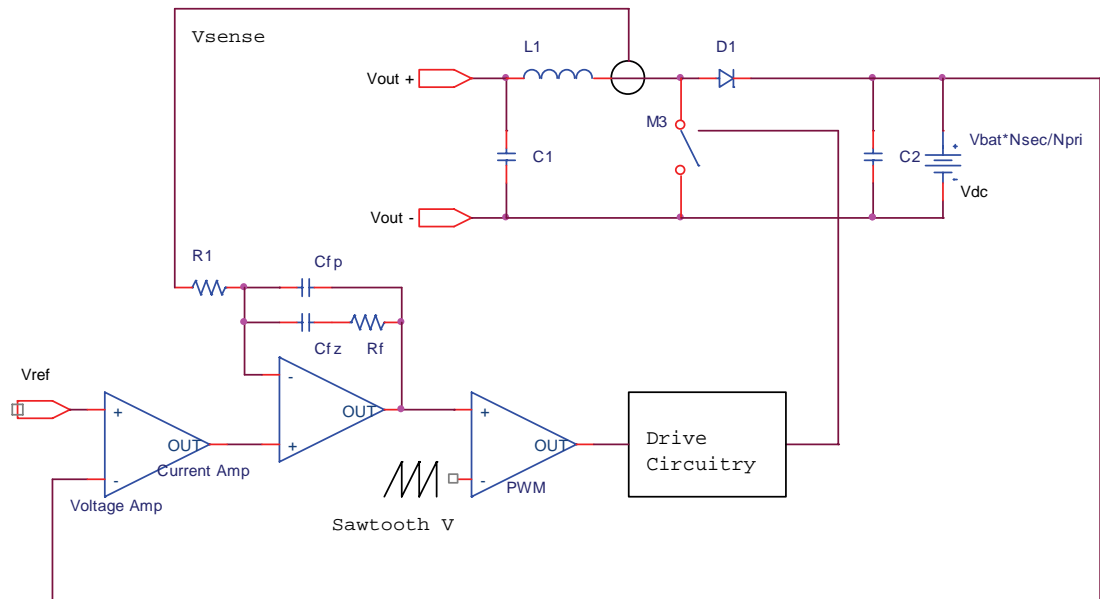 Vsense
L1
D1
Vout +
M3
C1
C2
Vbat*Nsec/Npri
+
-
Vdc
Vout -
R1
Cfp
Cfz
Rf
Vref
+
-
OUT
Voltage Amp
-
+
OUT
Current Amp
+
-
OUT
PWM
Sawtooth V
Drive
Circuitry